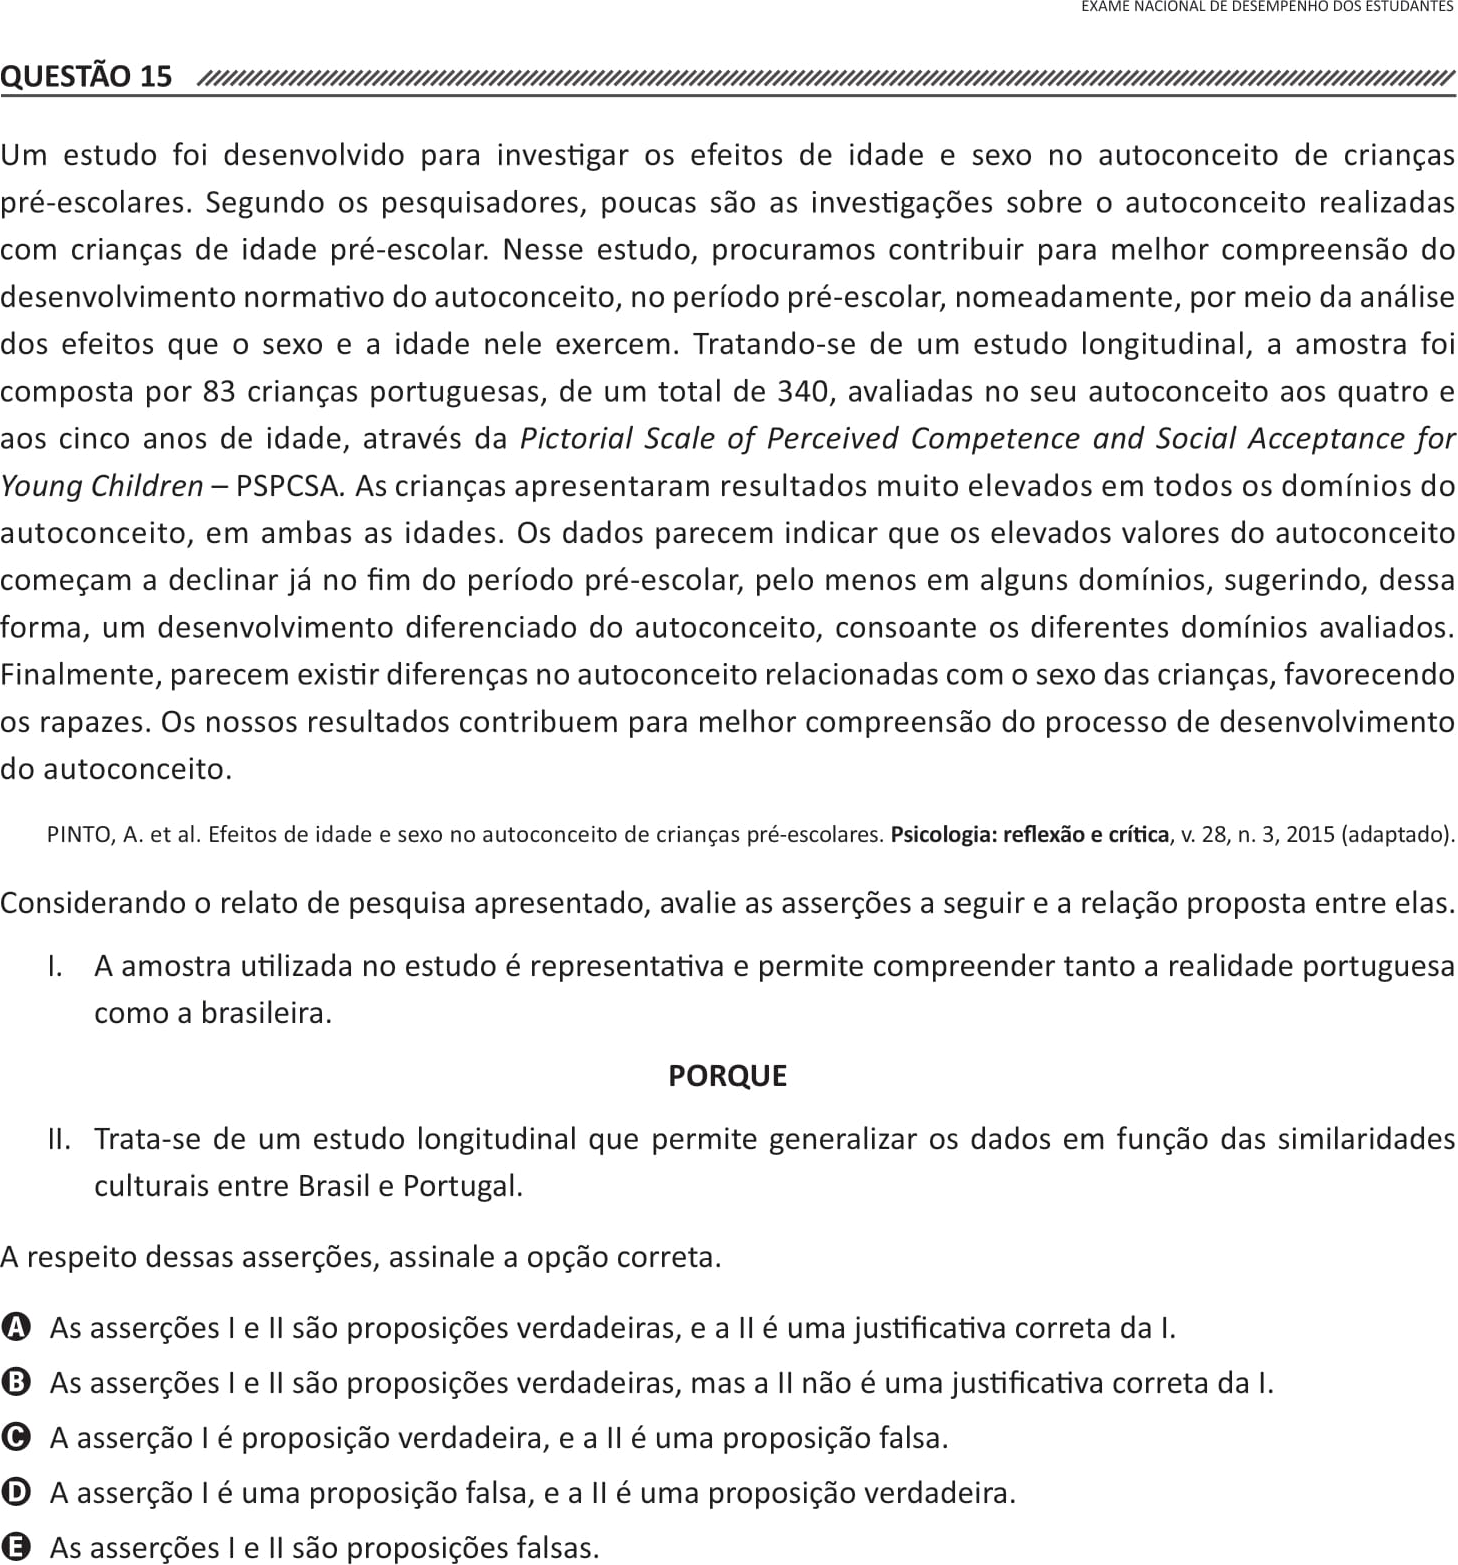 EXAME NACIONAL DE DESEMPENHO DOS ESTUDANTES
QUESTÃO 15
Um estudo foi desenvolvido para investigar os efeitos de idade e sexo no autoconceito de crianças
pré-escolares. Segundo os pesquisadores, poucas são as investigações sobre o autoconceito realizadas
com crianças de idade pré-escolar. Nesse estudo, procuramos contribuir para melhor compreensão do
desenvolvimento normativo do autoconceito, no período pré-escolar, nomeadamente, por meio da análise
dos efeitos que o sexo e a idade nele exercem. Tratando-se de um estudo longitudinal, a amostra foi
composta por 83 crianças portuguesas, de um total de 340, avaliadas no seu autoconceito aos quatro e
aos cinco anos de idade, através da Pictorial Scale of Perceived Competence and Social Acceptance for
Young Children – PSPCSA. As crianças apresentaram resultados muito elevados em todos os domínios do
autoconceito, em ambas as idades. Os dados parecem indicar que os elevados valores do autoconceito
começam a declinar já no fim do período pré-escolar, pelo menos em alguns domínios, sugerindo, dessa
forma, um desenvolvimento diferenciado do autoconceito, consoante os diferentes domínios avaliados.
Finalmente, parecem existir diferenças no autoconceito relacionadas com o sexo das crianças, favorecendo
os rapazes. Os nossos resultados contribuem para melhor compreensão do processo de desenvolvimento
do autoconceito.
PINTO, A. et al. Efeitos de idade e sexo no autoconceito de crianças pré-escolares. Psicologia: reflexão e crítica, v. 28, n. 3, 2015 (adaptado).
Considerando o relato de pesquisa apresentado, avalie as asserções a seguir e a relação proposta entre elas.
I. A amostra utilizada no estudo é representativa e permite compreender tanto a realidade portuguesa
como a brasileira.
PORQUE
II. Trata-se de um estudo longitudinal que permite generalizar os dados em função das similaridades
culturais entre Brasil e Portugal.
A respeito dessas asserções, assinale a opção correta.
A As asserções I e II são proposições verdadeiras, e a II é uma justificativa correta da I.
B As asserções I e II são proposições verdadeiras, mas a II não é uma justificativa correta da I.
C A asserção I é proposição verdadeira, e a II é uma proposição falsa.
D A asserção I é uma proposição falsa, e a II é uma proposição verdadeira.
E As asserções I e II são proposições falsas.